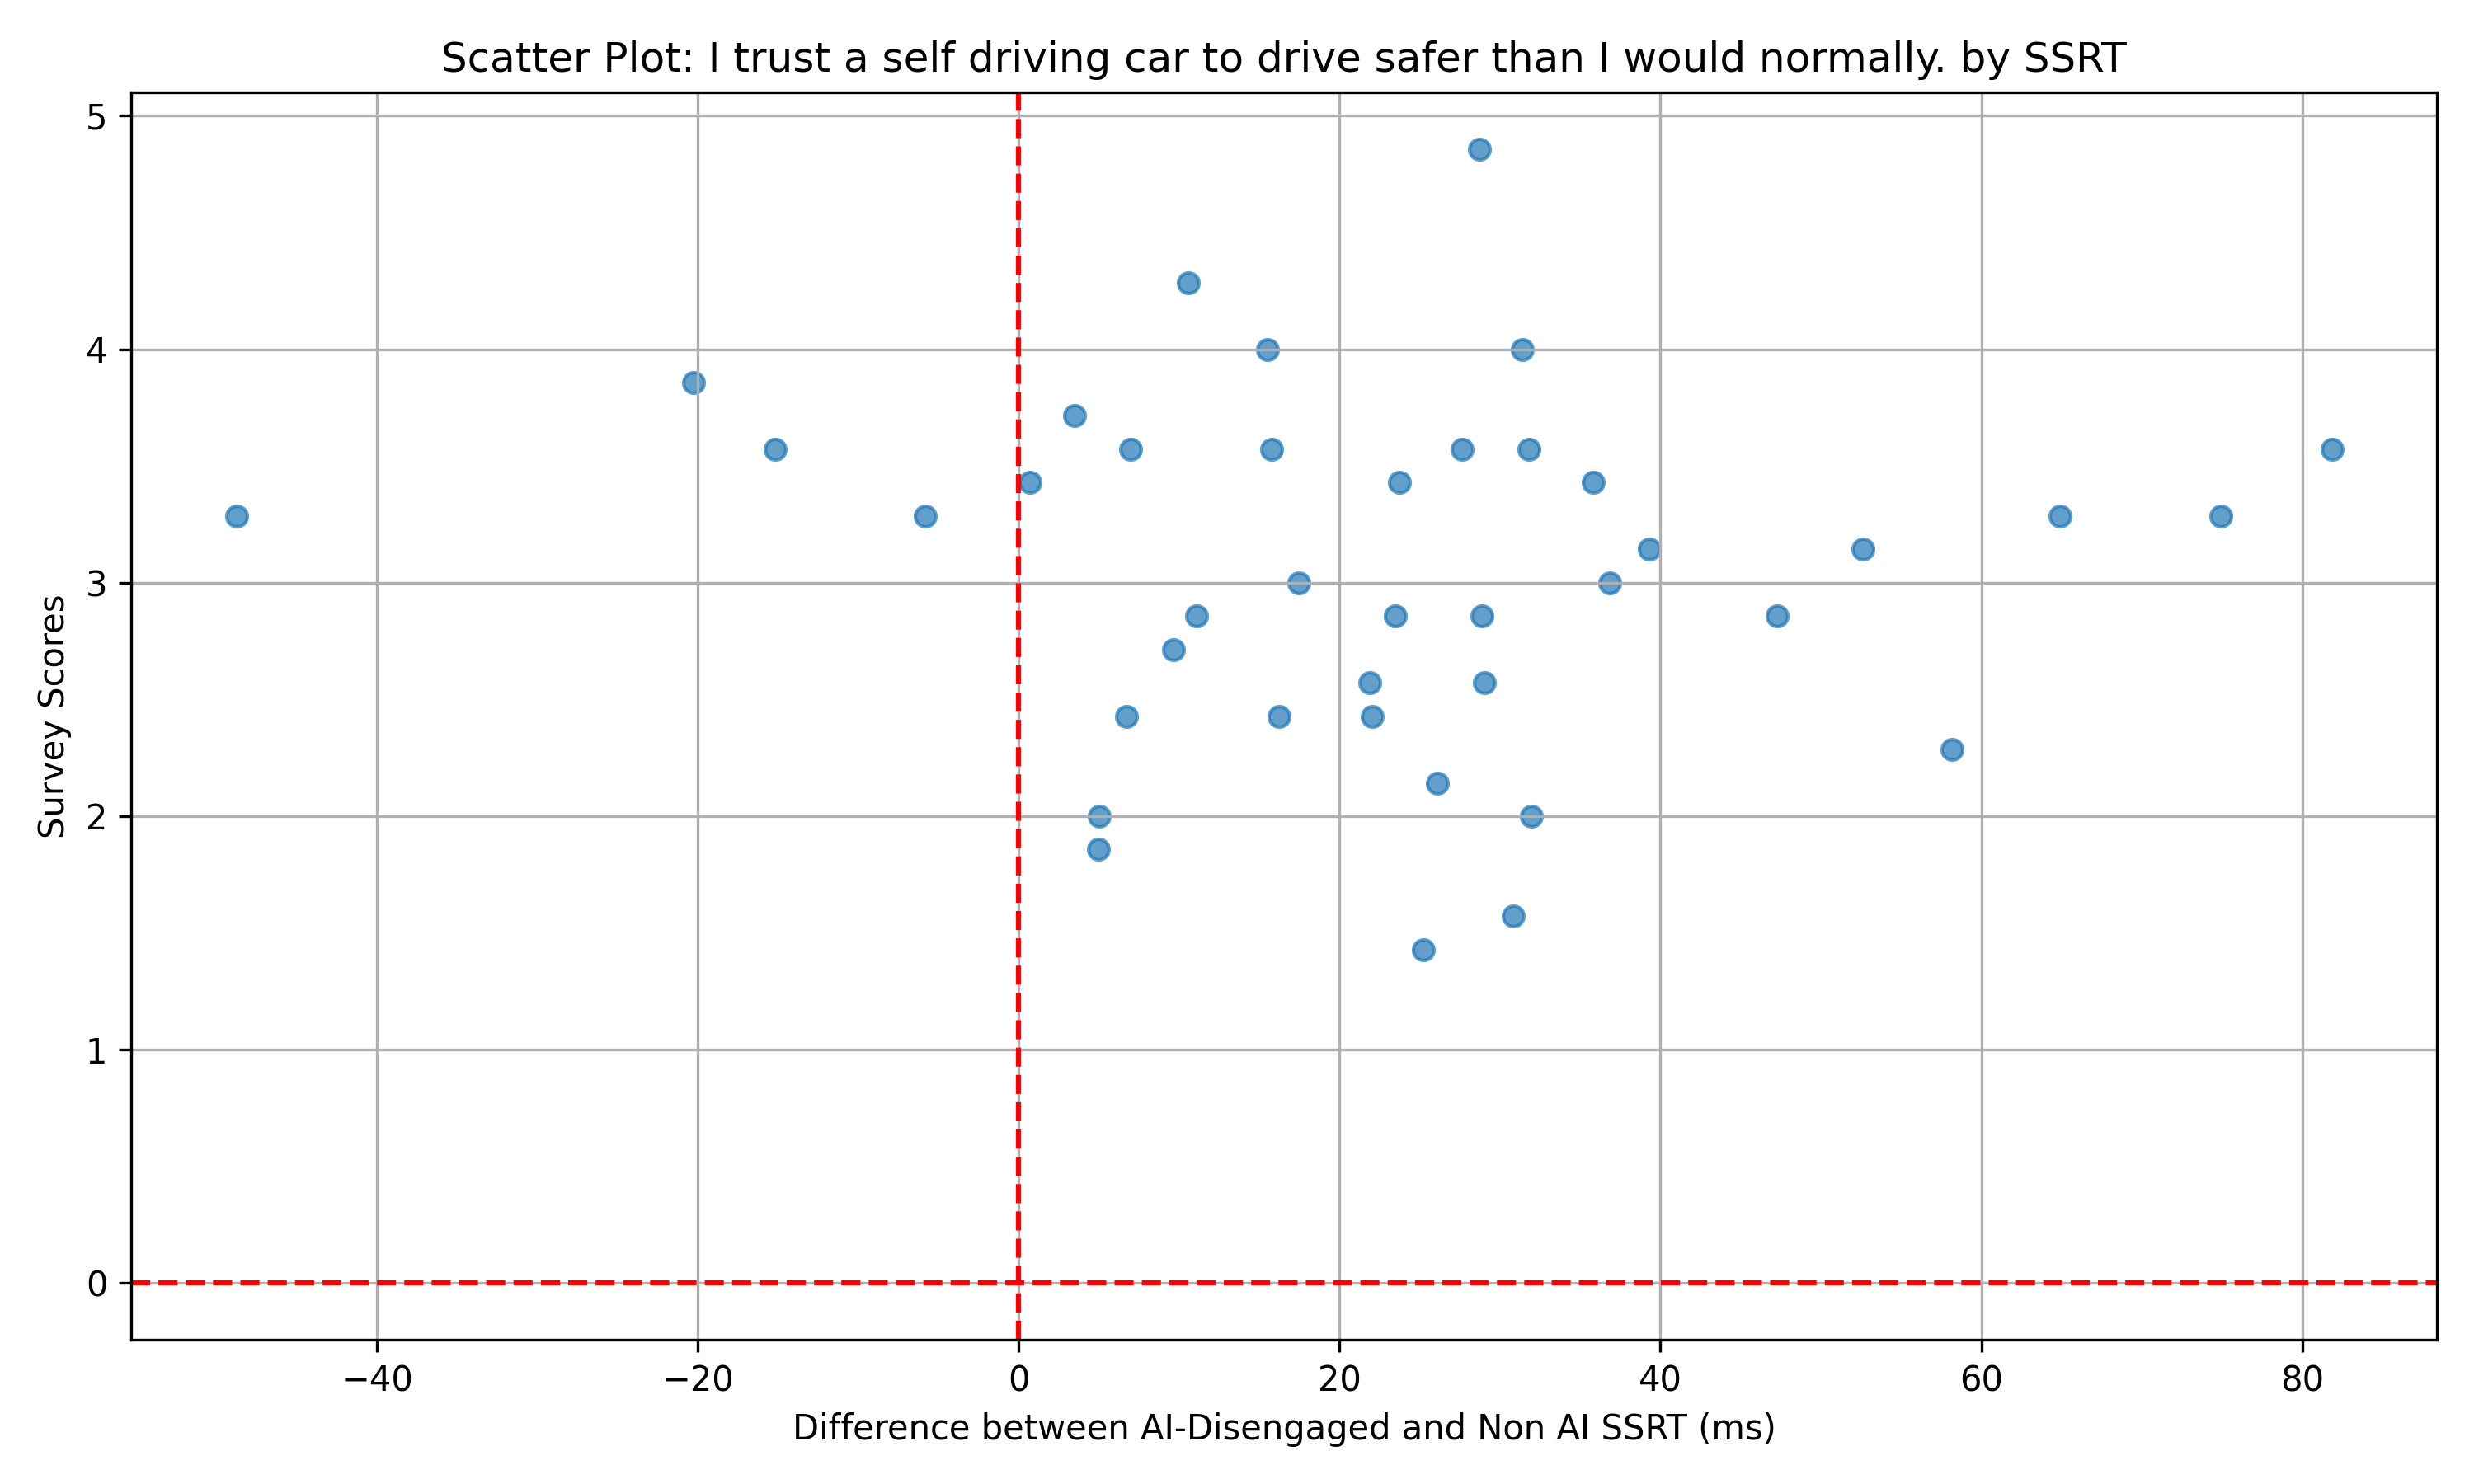 Scatter Plot: I trust a self driving car to drive safer than I would normally. by SSRT
Survey Scores
5
4
3
2
1
0
−40 −20 0 20 40 60 80
Difference between AI-Disengaged and Non AI SSRT (ms)